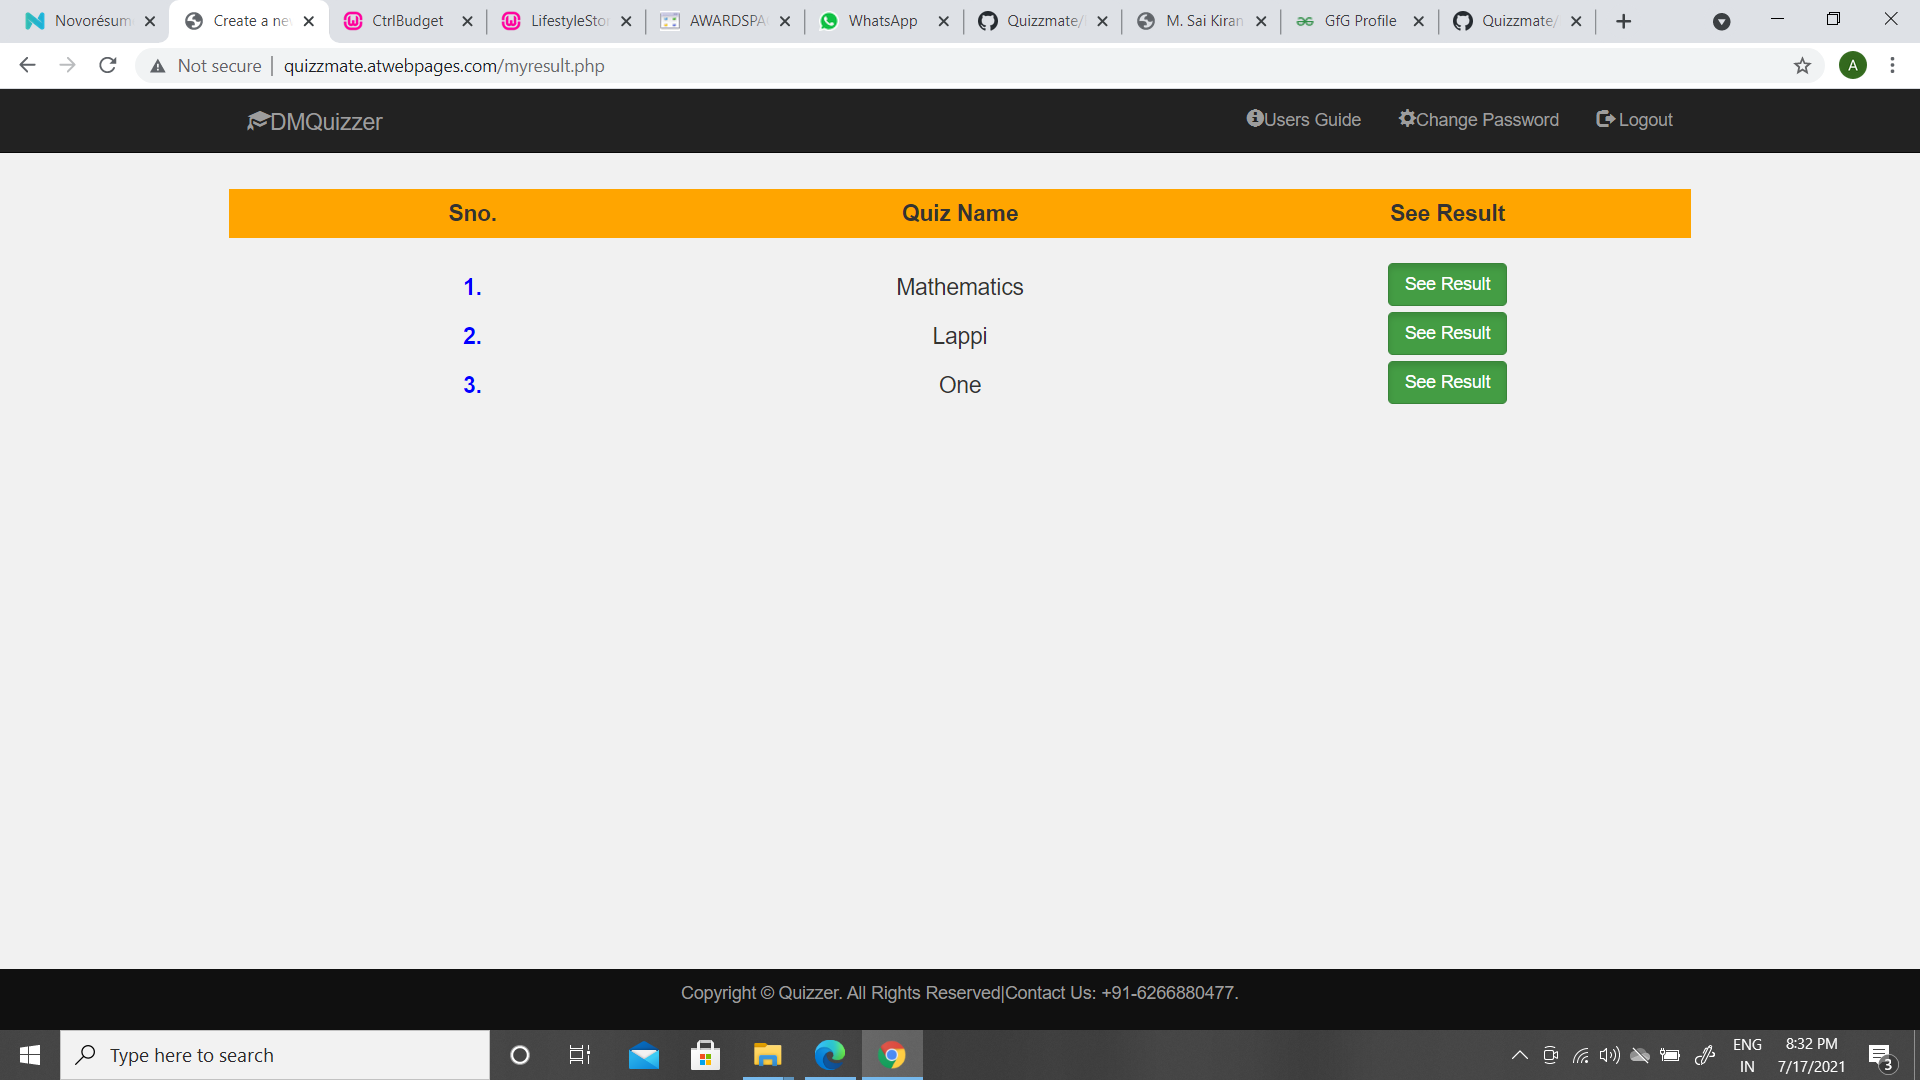 Novorésum
Create a ne
CtrlBudget
LifestyleSto
AWARDSPA
WhatsApp
Quizzmate/
M. Sai Kiran
GfG Profile
Quizzmate/
Not secure
quizzmate.atwebpages.com/myresult.php
A
DMQuizzer
Users Guide
Change Password
Logout
Sno. Quiz Name See Result
1. Mathematics See Result
2. Lappi See Result
3. One See Result
Copyright © Quizzer. All Rights Reserved|Contact Us: +91-6266880477.
Type here to search
ENG
IN
8:32 PM
7/17/2021
3